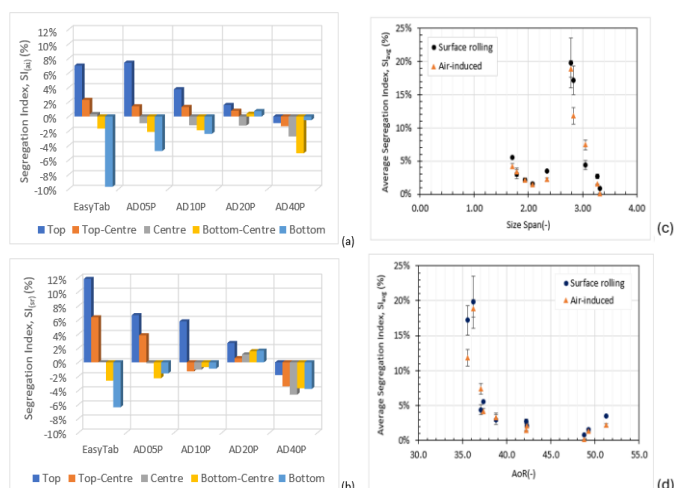 12%
10%
8%
6%
4%
2%
0%
-2%
-4%
-6%
-8%
-10%
Segregation Index, SI(ai) (%)
EasyTab AD05P AD10P AD20P AD40P
Top Top-Centre Centre Bottom-Centre Bottom
(a)
25%
20%
15%
10%
5%
0%
Average Segregation Index, SIavg (%)
Surface rolling
Air-induced
0.00 1.00 2.00 3.00 4.00
Size Span(-)
(c)
12%
10%
8%
6%
4%
2%
0%
-2%
-4%
-6%
-8%
-10%
Segregation Index, SI(sr) (%)
EasyTab AD05P AD10P AD20P AD40P
Top Top-Centre Centre Bottom-Centre Bottom
(b)
25%
20%
15%
10%
5%
0%
Average Segregation Index, SIavg (%)
Surface rolling
Air-induced
30.0 35.0 40.0 45.0 50.0 55.0
AoR(-)
(d)